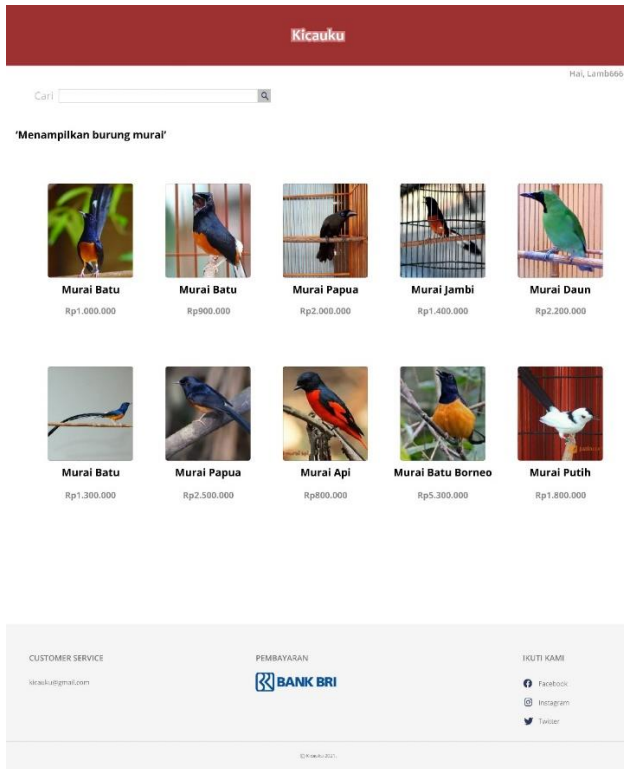 Kicauku
Hai, Lamb666
Cari
'Menampilkan burung murai'
Murai Batu
Rp1.000.000
Murai Batu
Rp900.000
Murai Papua
Rp2.000.000
Murai Jambi
Rp1.400.000
Murai Daun
Rp2.200.000
Murai Batu
Rp1.300.000
Murai Papua
Rp2.500.000
Murai Api
Rp800.000
Murai Batu Borneo
Rp5.300.000
Murai Putih
Rp1.800.000
CUSTOMER SERVICE
kicauku@gmail.com
PEMBAYARAN
BANK BRI
IKUTI KAMI
Facebook
Instagram
Twitter
© Kicauku 2021.